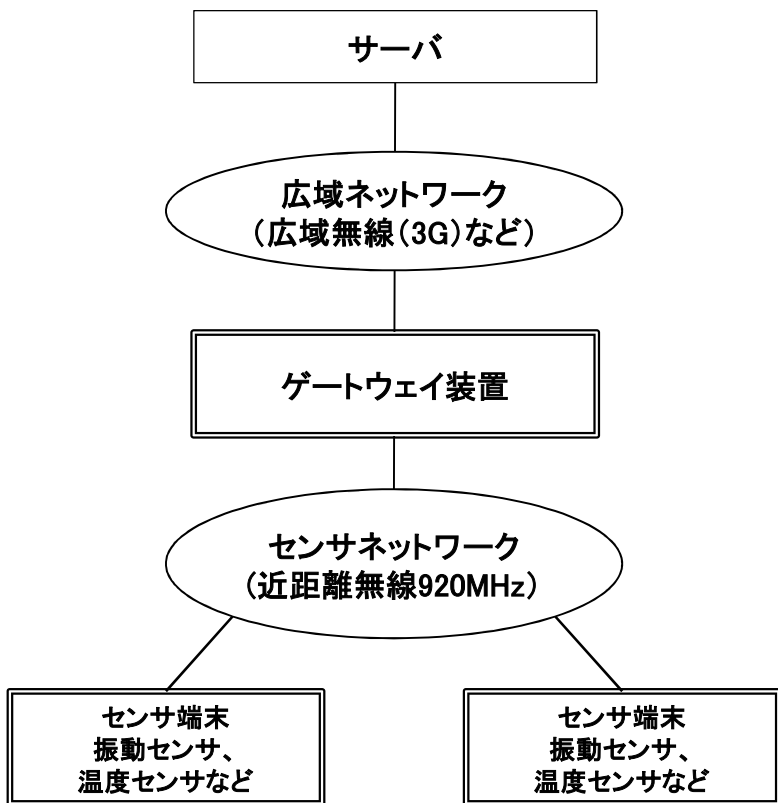 サーバ
広域ネットワーク
（広域無線（3G）など）
ゲートウェイ装置
センサネットワーク
（近距離無線920MHz）
センサ端末
振動センサ、
温度センサなど
センサ端末
振動センサ、
温度センサなど